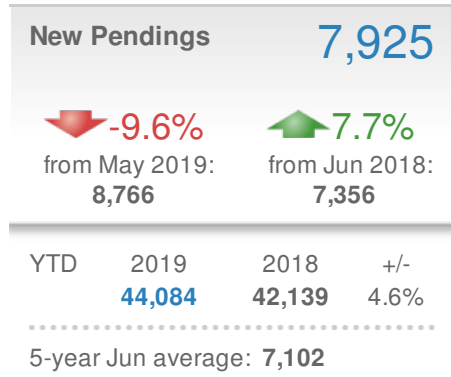 New Pendings 7,925
-9.6% 7.7%
from May 2019: from Jun 2018:
8,766 7,356
YTD 2019 2018 +/-
44,084 42,139 4.6%
5-year Jun average: 7,102